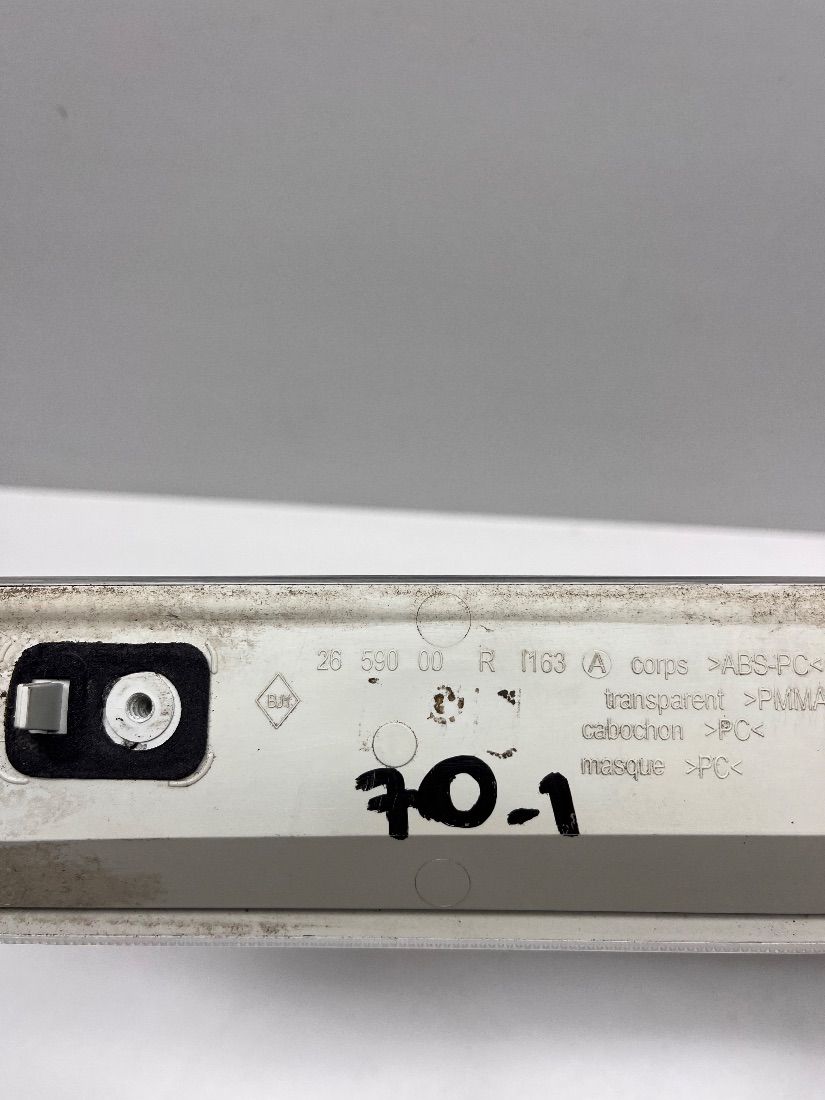 26 590 00 R I163 A corps >ABS-PC<
transparent >PMMA
cabochon >PC<
masque >PC<
70-1